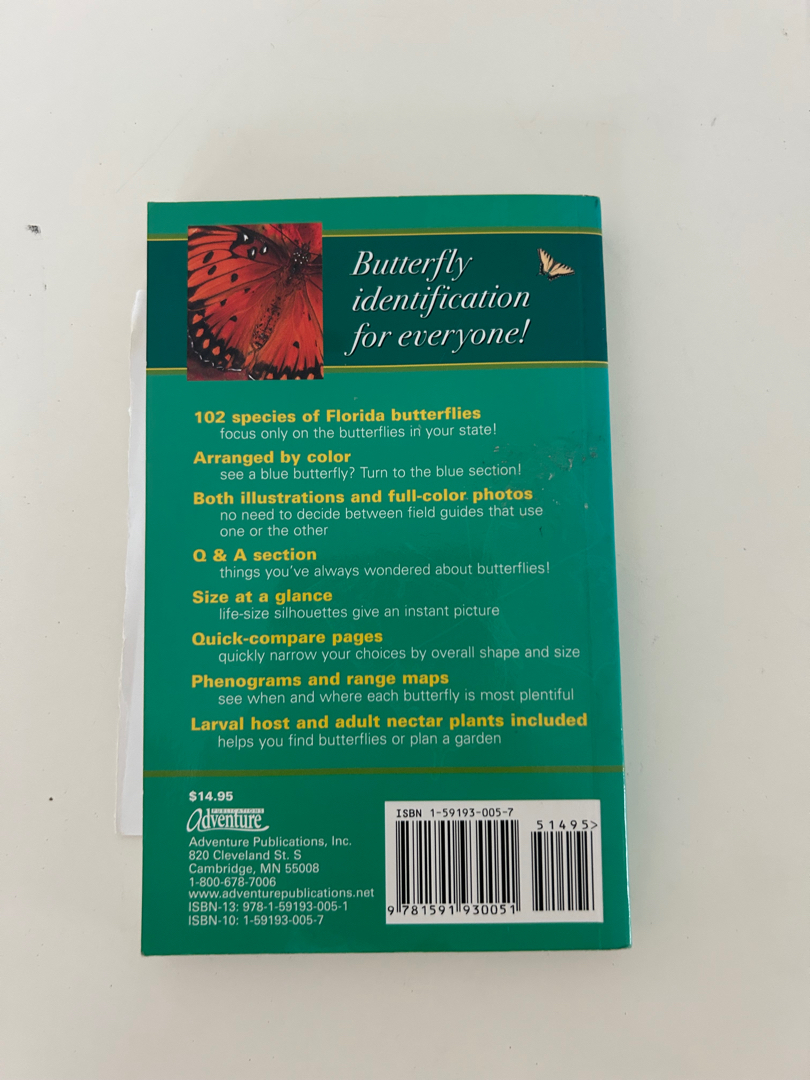 Butterfly
identification
for everyone!
102 species of Florida butterflies
focus only on the butterflies in your state!
Arranged by color
see a blue butterfly? Turn to the blue section!
Both illustrations and full-color photos
no need to decide between field guides that use
one or the other
Q & A section
things you've always wondered about butterflies!
Size at a glance
life-size silhouettes give an instant picture
Quick-compare pages
quickly narrow your choices by overall shape and size
Phenograms and range maps
see when and where each butterfly is most plentiful
Larval host and adult nectar plants included
helps you find butterflies or plan a garden
$14.95
PUBLICATIONS
Adventure
Adventure Publications, Inc.
820 Cleveland St. S
Cambridge, MN 55008
1-800-678-7006
www.adventurepublications.net
ISBN-13: 978-1-59193-005-1
ISBN-10: 1-59193-005-7
ISBN 1-59193-005-7
51495>
9 781591 930051